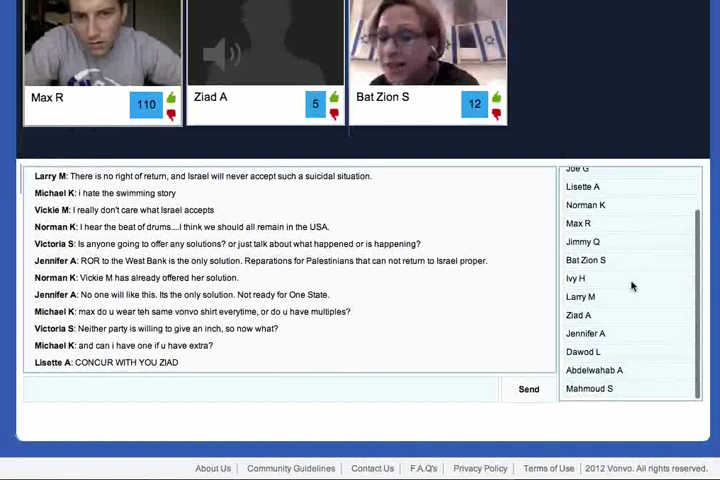 Max R
110
Ziad A
5
Bat Zion S
12
Larry M: There is no right of return, and Israel will never accept such a suicidal situation.
Michael K: i hate the swimming story
Vickie M: I really don't care what Israel accepts
Norman K: I hear the beat of drums....I think we should all remain in the USA.
Victoria S: Is anyone going to offer any solutions? or just talk about what happened or is happening?
Jennifer A: ROR to the West Bank is the only solution. Reparations for Palestinians that can not return to Israel proper.
Norman K: Vickie M has already offered her solution.
Jennifer A: No one will like this. Its the only solution. Not ready for One State.
Michael K: max do u wear teh same vonvo shirt everytime, or do u have multiples?
Victoria S: Neither party is willing to give an inch, so now what?
Michael K: and can i have one if u have extra?
Lisette A: CONCUR WITH YOU ZIAD
Send
Joe G
Lisette A
Norman K
Max R
Jimmy Q
Bat Zion S
Ivy H
Larry M
Ziad A
Jennifer A
Dawod L
Abdelwahab A
Mahmoud S
About Us | Community Guidelines | Contact Us | F.A.Q's | Privacy Policy | Terms of Use | 2012 Vonvo. All rights reserved.